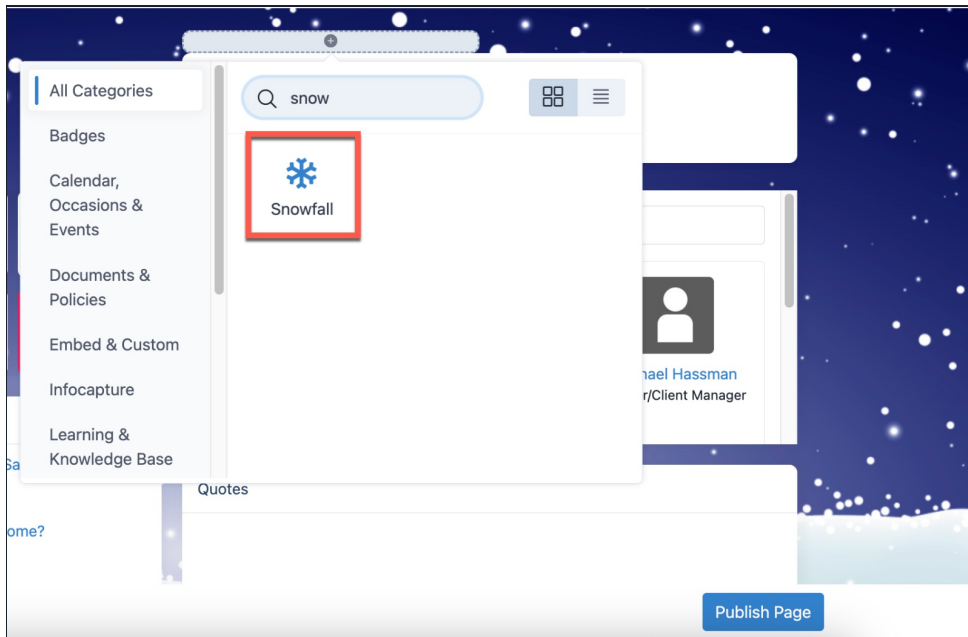 All Categories
snow
Badges
Snowfall
Calendar,
Occasions &
Events
Documents &
Policies
Embed & Custom
Infocapture
Learning &
Knowledge Base
hael Hassman
r/Client Manager
Sa
Quotes
ome?
Publish Page